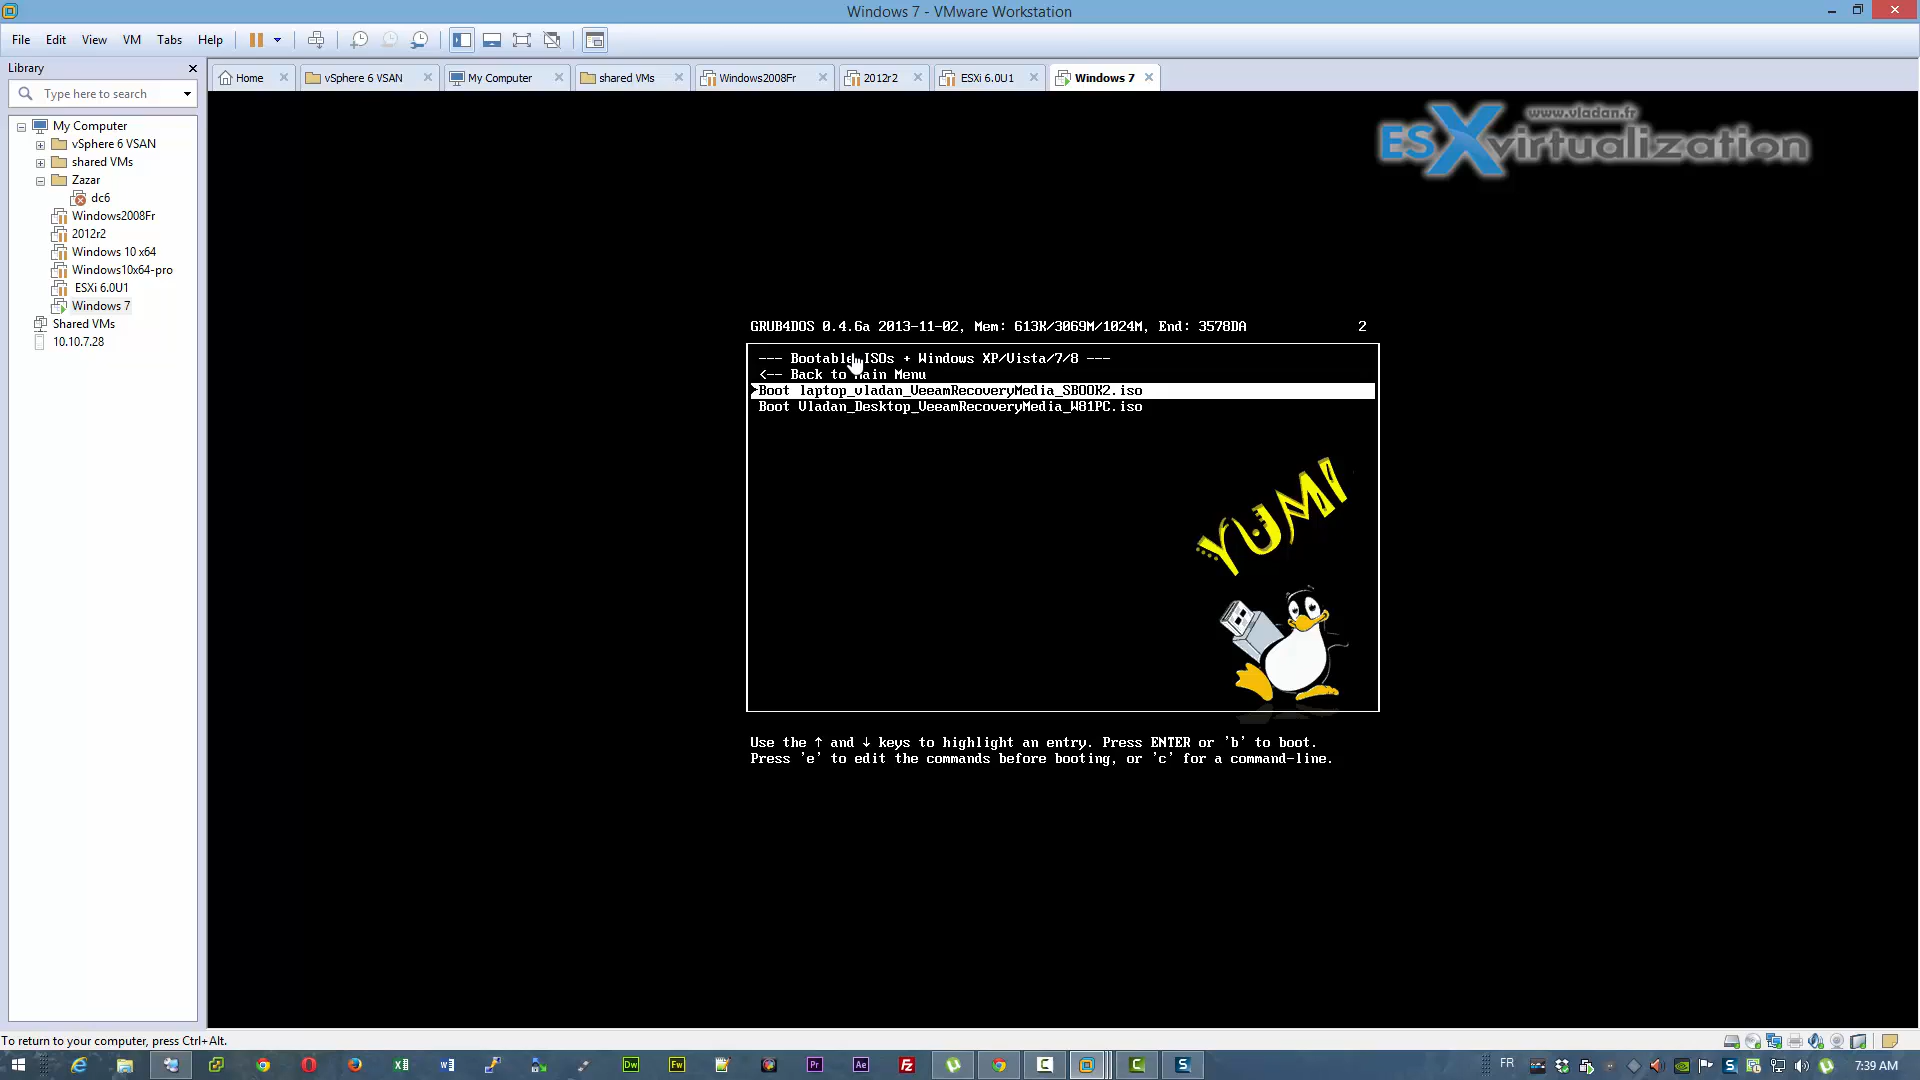 Windows 7 - VMware Workstation
File Edit View VM Tabs Help
Library
Home vSphere 6 VSAN My Computer shared VMs Windows2008Fr 2012r2 ESXi 6.0U1 Windows 7
Type here to search
My Computer
vSphere 6 VSAN
shared VMs
Zazar
dc6
Windows2008Fr
2012r2
Windows 10 x64
Windows10x64-pro
ESXi 6.0U1
Windows 7
Shared VMs
10.10.7.28
www.vladan.fr
ESXvirtualization
GRUB4DOS 0.4.6a 2013-11-02, Mem: 613K/3069M/1024M, End: 3578DA 2
--- Bootable ISOs + Windows XP/Vista/7/8 ---
<-- Back to Main Menu
Boot laptop_vladan_VeeamRecoveryMedia_SBOOK2.iso
Boot Vladan_Desktop_VeeamRecoveryMedia_W81PC.iso
YUMI
Use the ↑ and ↓ keys to highlight an entry. Press ENTER or 'b' to boot.
Press 'e' to edit the commands before booting, or 'c' for a command-line.
To return to your computer, press Ctrl+Alt.
Dw Fw Pr Ae Fz C C S FR S 7:39 AM